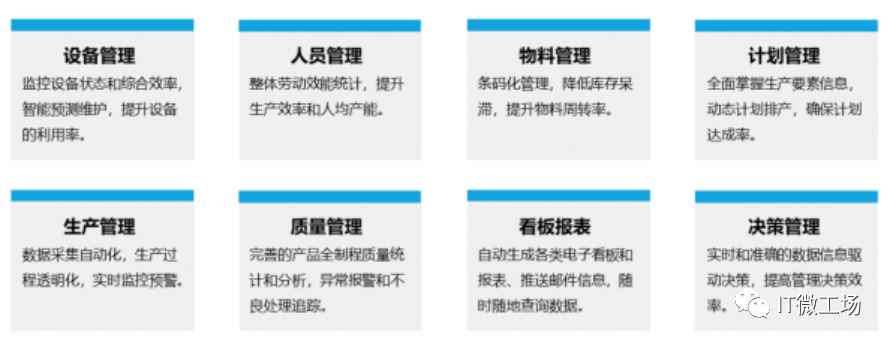 设备管理
监控设备状态和综合效率，
智能预测维护，提升设备
的利用率。
人员管理
整体劳动效能统计，提升
生产效率和人均产能。
物料管理
条码化管理，降低库存呆
滞，提升物料周转率。
计划管理
全面掌握生产要素信息，
动态计划排产，确保计划
达成率。
生产管理
数据采集自动化，生产过
程透明化，实时监控预警。
质量管理
完善的产品全制程质量统
计和分析，异常报警和不
良处理追踪。
看板报表
自动生成各类电子看板和
报表、推送邮件信息，随
时随地查询数据。
决策管理
实时和准确的数据信息驱
动决策，提高管理决策效
率。
IT微工场